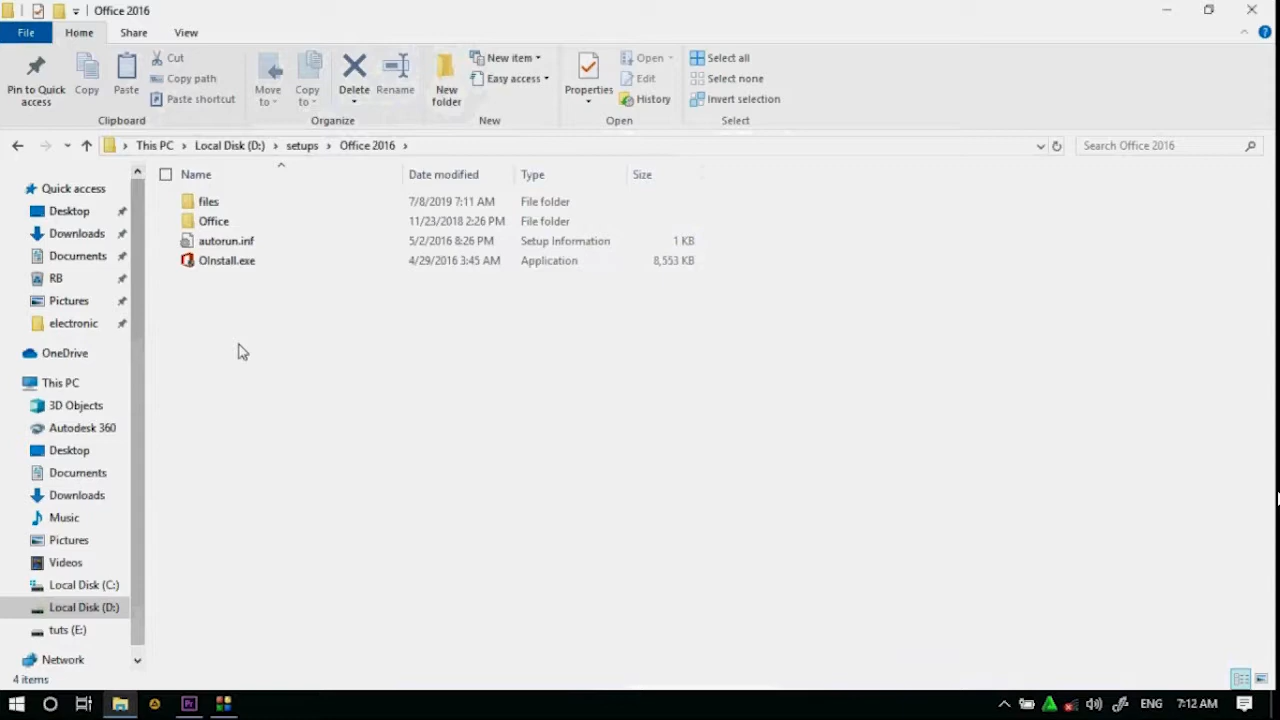 Office 2016
File Home Share View
Pin to Quick access
Copy
Paste
Cut
Copy path
Paste shortcut
Clipboard
Move to
Copy to
Delete
Rename
Organize
New folder
New item
Easy access
New
Properties
Open
Edit
History
Open
Select all
Select none
Invert selection
Select
This PC Local Disk (D:) setups Office 2016
Search Office 2016
Name Date modified Type Size
files 7/8/2019 7:11 AM File folder
Office 11/23/2018 2:26 PM File folder
autorun.inf 5/2/2016 8:26 PM Setup Information 1 KB
OInstall.exe 4/29/2016 3:45 AM Application 8,553 KB
Quick access
Desktop
Downloads
Documents
RB
Pictures
electronic
OneDrive
This PC
3D Objects
Autodesk 360
Desktop
Documents
Downloads
Music
Pictures
Videos
Local Disk (C:)
Local Disk (D:)
tuts (E:)
Network
4 items
Pr
ENG 7:12 AM